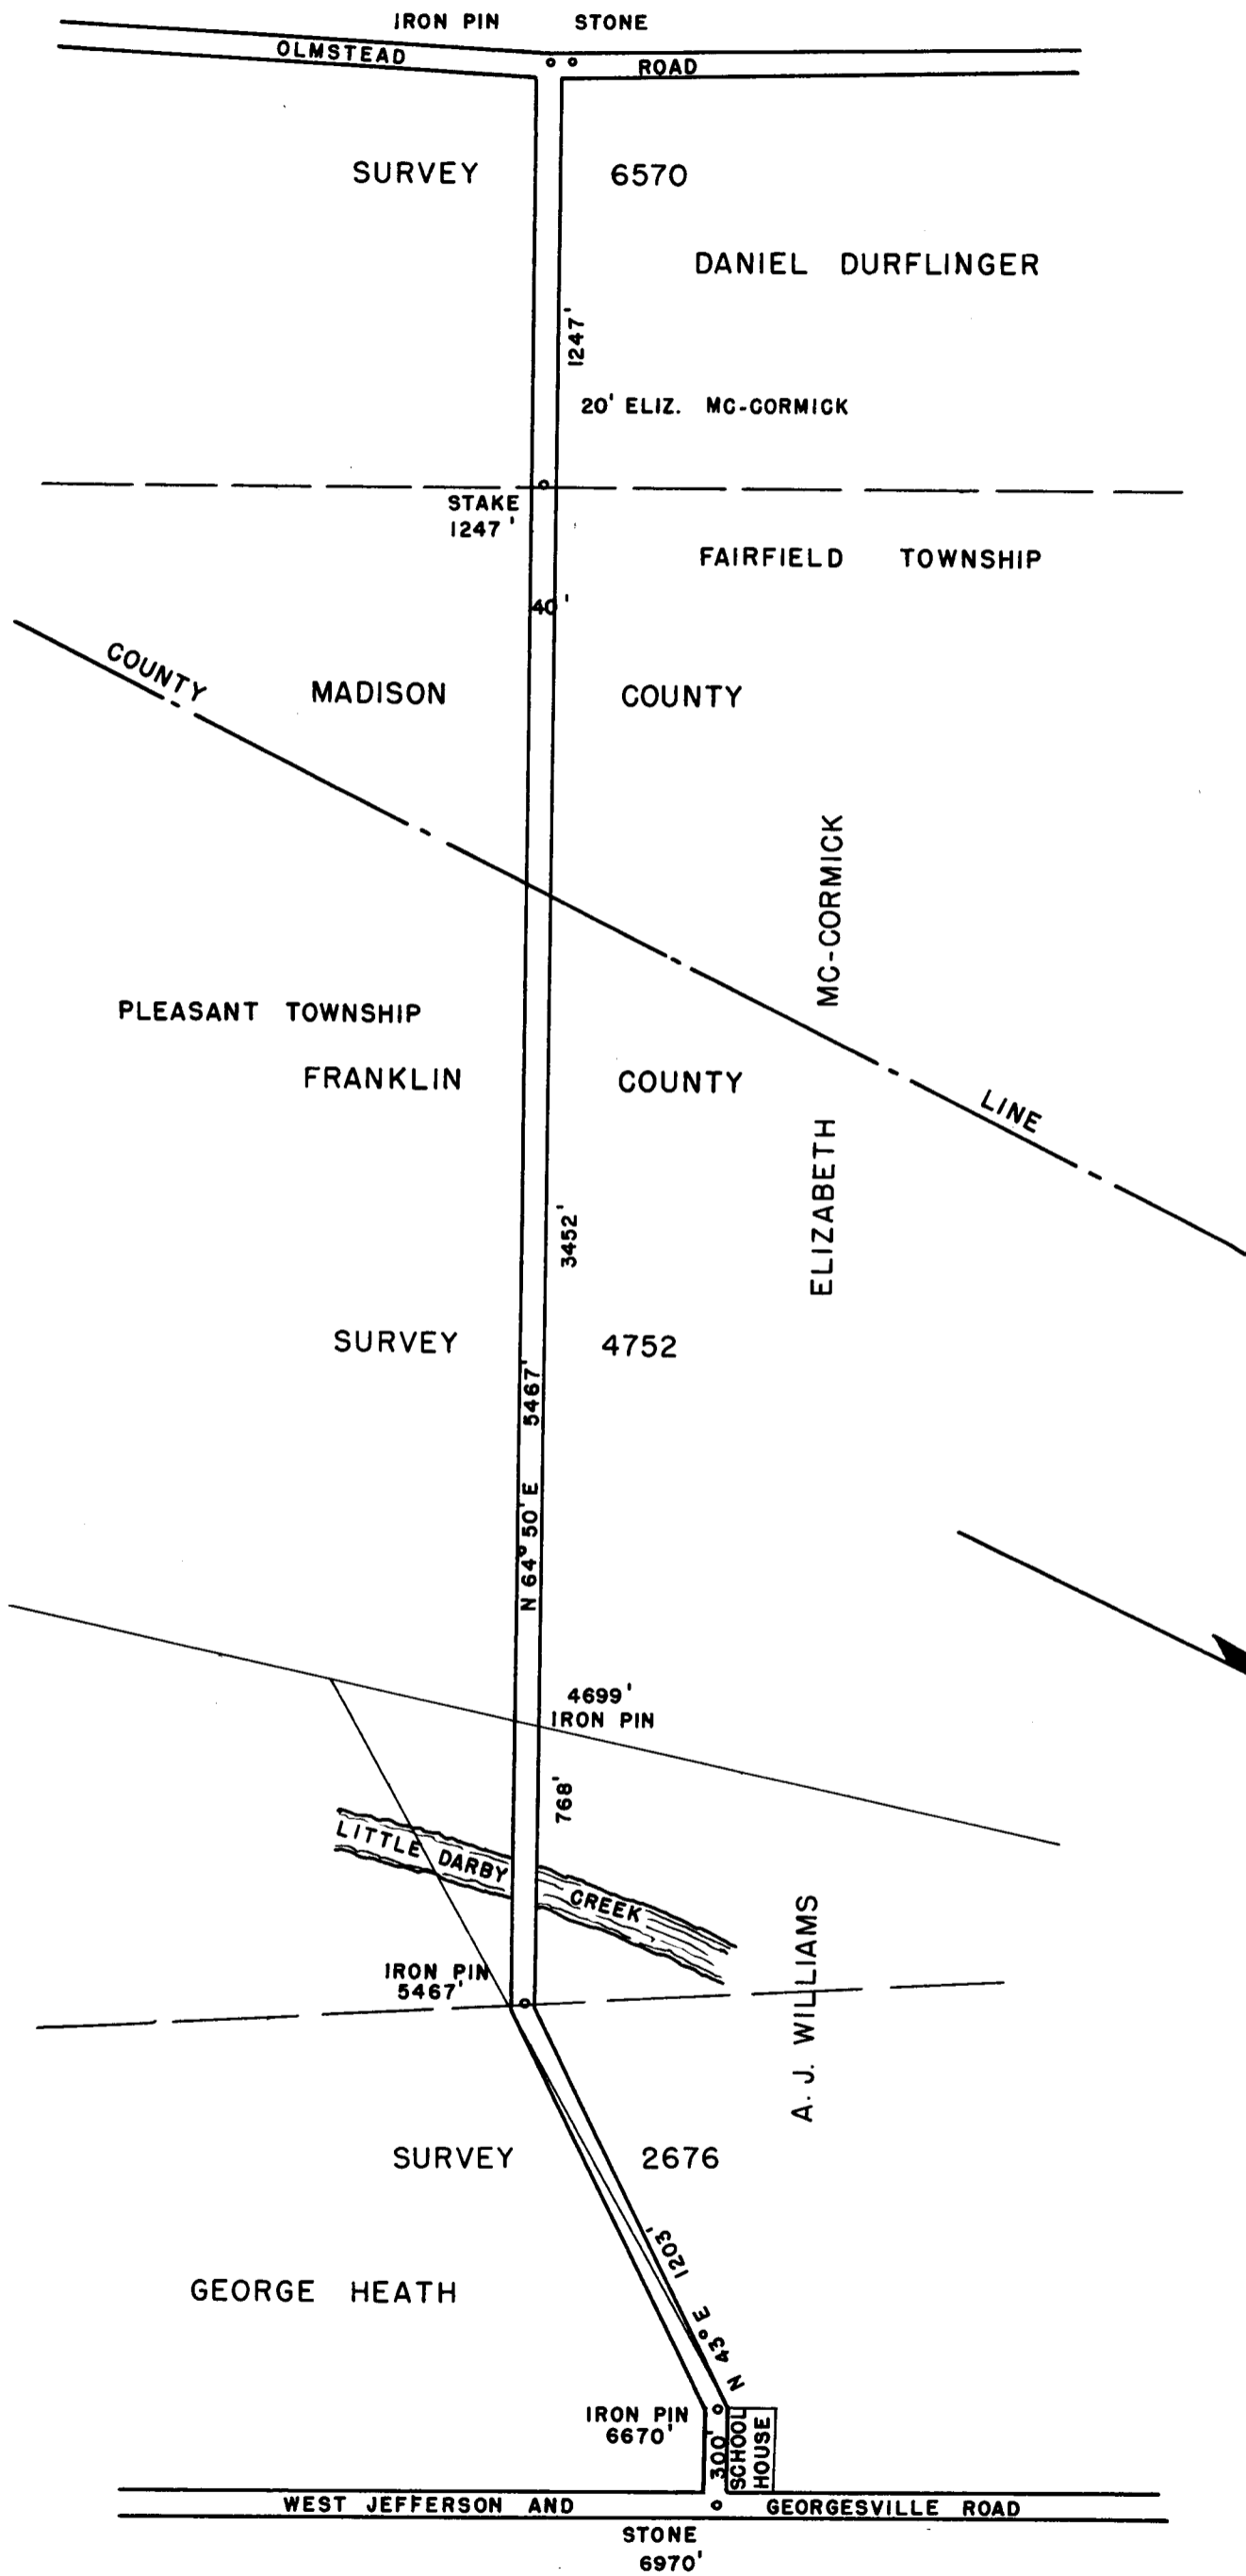 IRON PIN STONE
OLMSTEAD ROAD
SURVEY 6570
DANIEL DURFLINGER
1247'
20' ELIZ. MC-CORMICK
STAKE
1247'
FAIRFIELD TOWNSHIP
40'
COUNTY LINE
MADISON COUNTY
ELIZABETH MC-CORMICK
PLEASANT TOWNSHIP
FRANKLIN COUNTY
3452'
SURVEY 4752
N 64° 50' E 5467'
4699'
IRON PIN
768'
LITTLE DARBY CREEK
IRON PIN
5467'
A. J. WILLIAMS
SURVEY 2676
N 43° E 1203'
GEORGE HEATH
IRON PIN
6670'
300'
SCHOOL
HOUSE
WEST JEFFERSON AND GEORGESVILLE ROAD
STONE
6970'